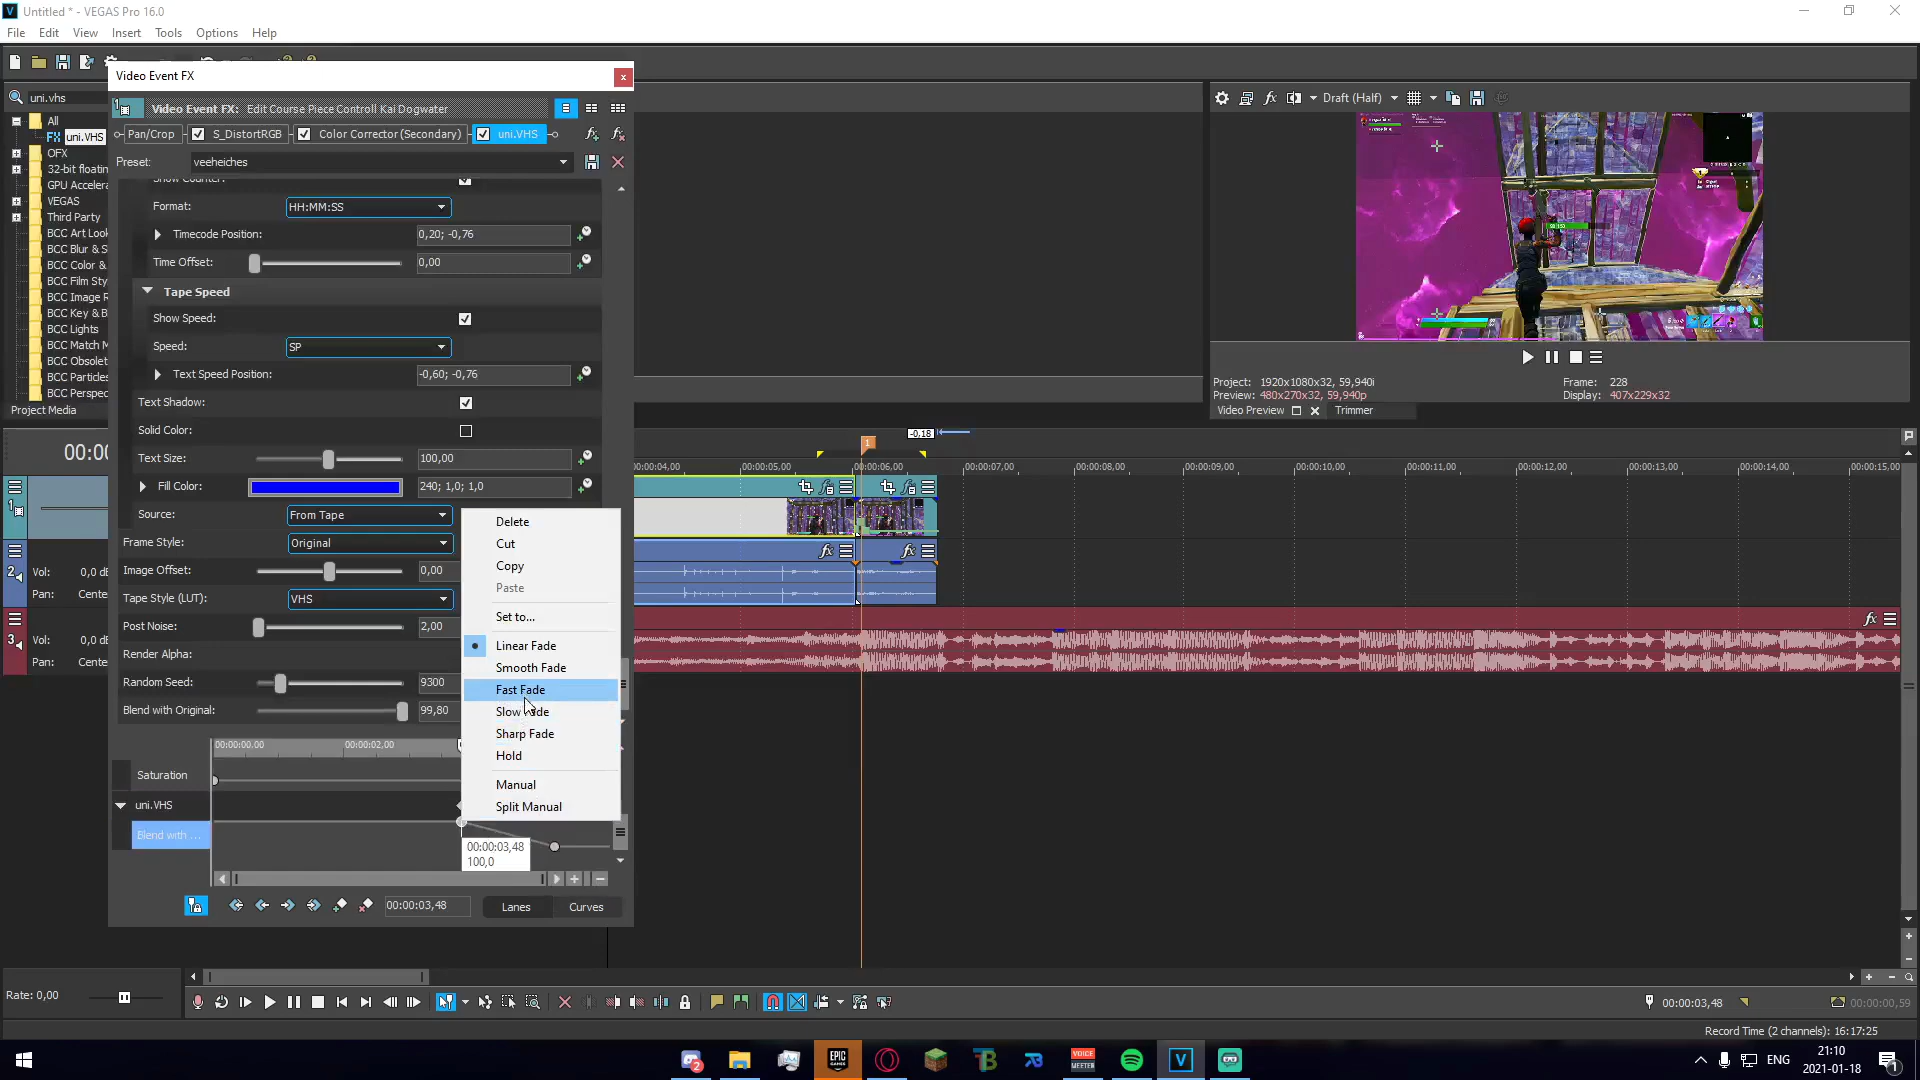 Untitled * - VEGAS Pro 16.0
File Edit View Insert Tools Options Help
uni.vhs
All
FX uni.VHS
OFX
32-bit floatin
GPU Accelera
VEGAS
Third Party
BCC Art Look
BCC Blur & S
BCC Color &
BCC Film Sty
BCC Image R
BCC Key & B
BCC Lights
BCC Match M
BCC Obsolet
BCC Particles
BCC Perspec
Project Media
Video Event FX
Video Event FX: Edit Course Piece Controll Kai Dogwater
Pan/Crop S_DistortRGB Color Corrector (Secondary) uni.VHS
Preset: veeheiches
Show Counter:
Format: HH:MM:SS
Timecode Position: 0,20; -0,76
Time Offset: 0,00
Tape Speed
Show Speed:
Speed: SP
Text Speed Position: -0,60; -0,76
Text Shadow:
Solid Color:
Text Size: 100,00
Fill Color: 240; 1,0; 1,0
Source: From Tape
Frame Style: Original
Image Offset: 0,00
Tape Style (LUT): VHS
Post Noise: 2,00
Render Alpha:
Random Seed: 9300
Blend with Original: 99,80
Delete
Cut
Copy
Paste
Set to...
Linear Fade
Smooth Fade
Fast Fade
Slow Fade
Sharp Fade
Hold
Manual
Split Manual
00:00:00,00 00:00:02,00
Saturation
uni.VHS
Blend with ...
00:00:03,48
100,0
00:00:03,48 Lanes Curves
Draft (Half)
Project: 1920x1080x32, 59,940i Frame: 228
Preview: 480x270x32, 59,940p Display: 407x229x32
Video Preview Trimmer
00:00
-0,18
1
00:00:04,00 00:00:05,00 00:00:06,00 00:00:07,00 00:00:08,00 00:00:09,00 00:00:10,00 00:00:11,00 00:00:12,00 00:00:13,00 00:00:14,00 00:00:15,00
1
2
Vol: 0,0 dB
Pan: Cente
3
Vol: 0,0 dB
Pan: Cente
Rate: 0,00
00:00:03,48 00:00:00,59
Record Time (2 channels): 16:17:25
2
EPIC GAMES
VOICE MEETER
V
ENG
21:10
2021-01-18
1